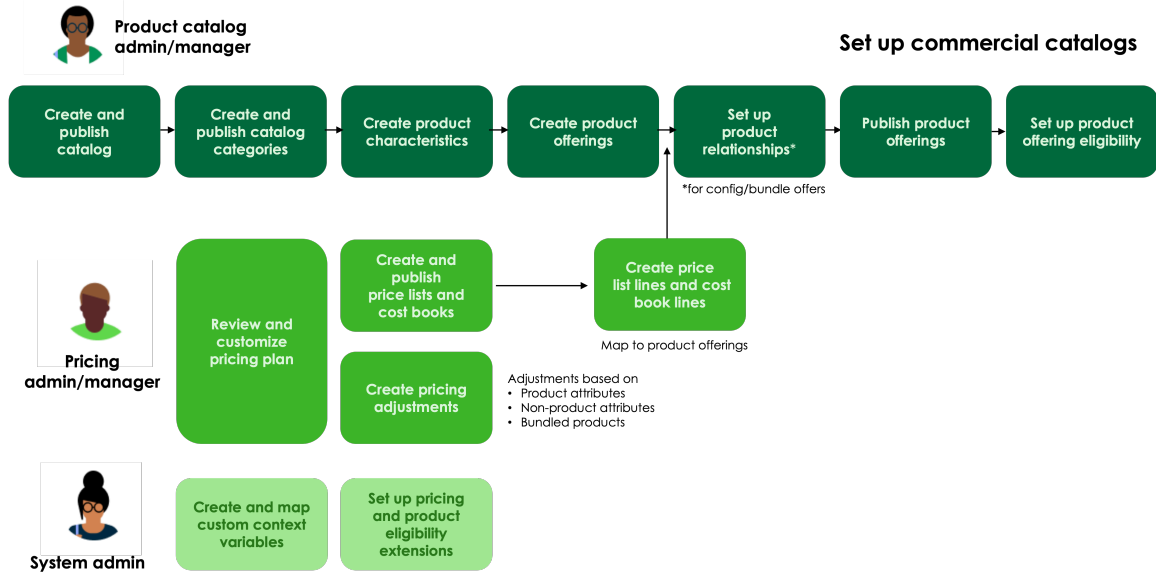 Product catalog
admin/manager
Set up commercial catalogs
Create and
publish
catalog
Create and
publish catalog
categories
Create product
characteristics
Create product
offerings
Set up
product
relationships*
Publish product
offerings
Set up product
offering eligibility
*for config/bundle offers
Pricing
admin/manager
Review and
customize
pricing plan
Create and
publish
price lists and
cost books
Create price
list lines and cost
book lines
Map to product offerings
Create pricing
adjustments
Adjustments based on
• Product attributes
• Non-product attributes
• Bundled products
System admin
Create and map
custom context
variables
Set up pricing
and product
eligibility
extensions